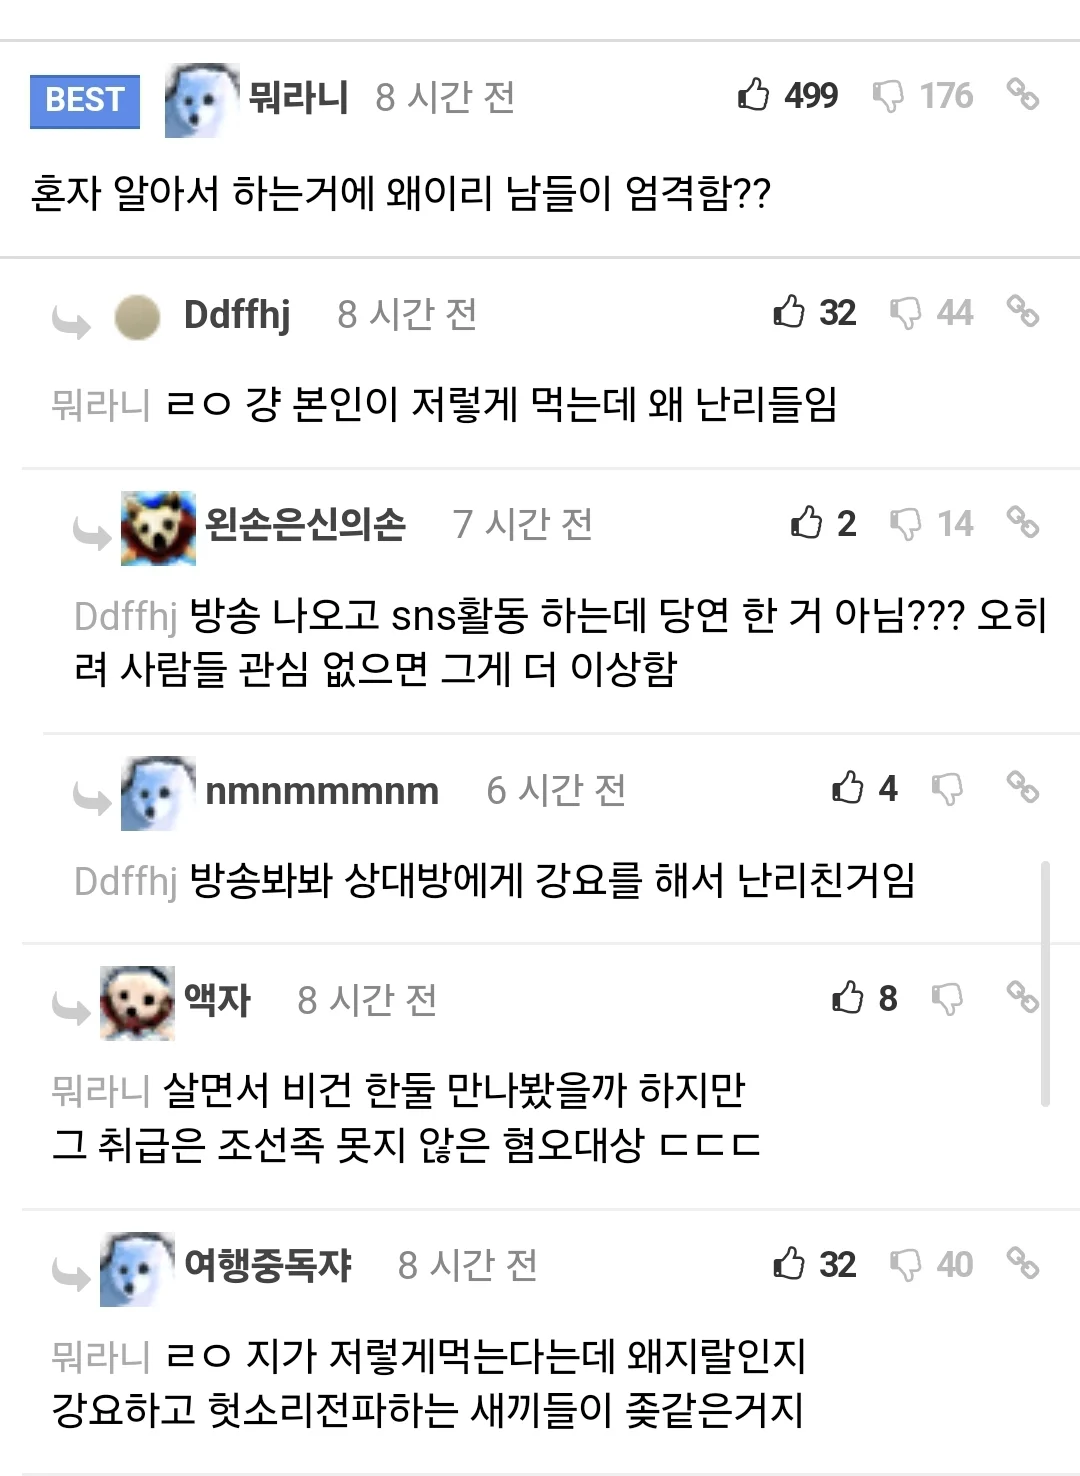 BEST 뭐라니 8 시간 전 499 176
혼자 알아서 하는거에 왜이리 남들이 엄격함??
Ddffhj 8 시간 전 32 44
뭐라니 ㄹㅇ 걍 본인이 저렇게 먹는데 왜 난리들임
왼손은신의손 7 시간 전 2 14
Ddffhj 방송 나오고 sns활동 하는데 당연 한 거 아님??? 오히
려 사람들 관심 없으면 그게 더 이상함
nmnmmmnm 6 시간 전 4
Ddffhj 방송봐봐 상대방에게 강요를 해서 난리친거임
액자 8 시간 전 8
뭐라니 살면서 비건 한둘 만나봤을까 하지만
그 취급은 조선족 못지 않은 혐오대상 ㄷㄷㄷ
여행중독쟈 8 시간 전 32 40
뭐라니 ㄹㅇ 지가 저렇게먹는다는데 왜지랄인지
강요하고 헛소리전파하는 새끼들이 좆같은거지